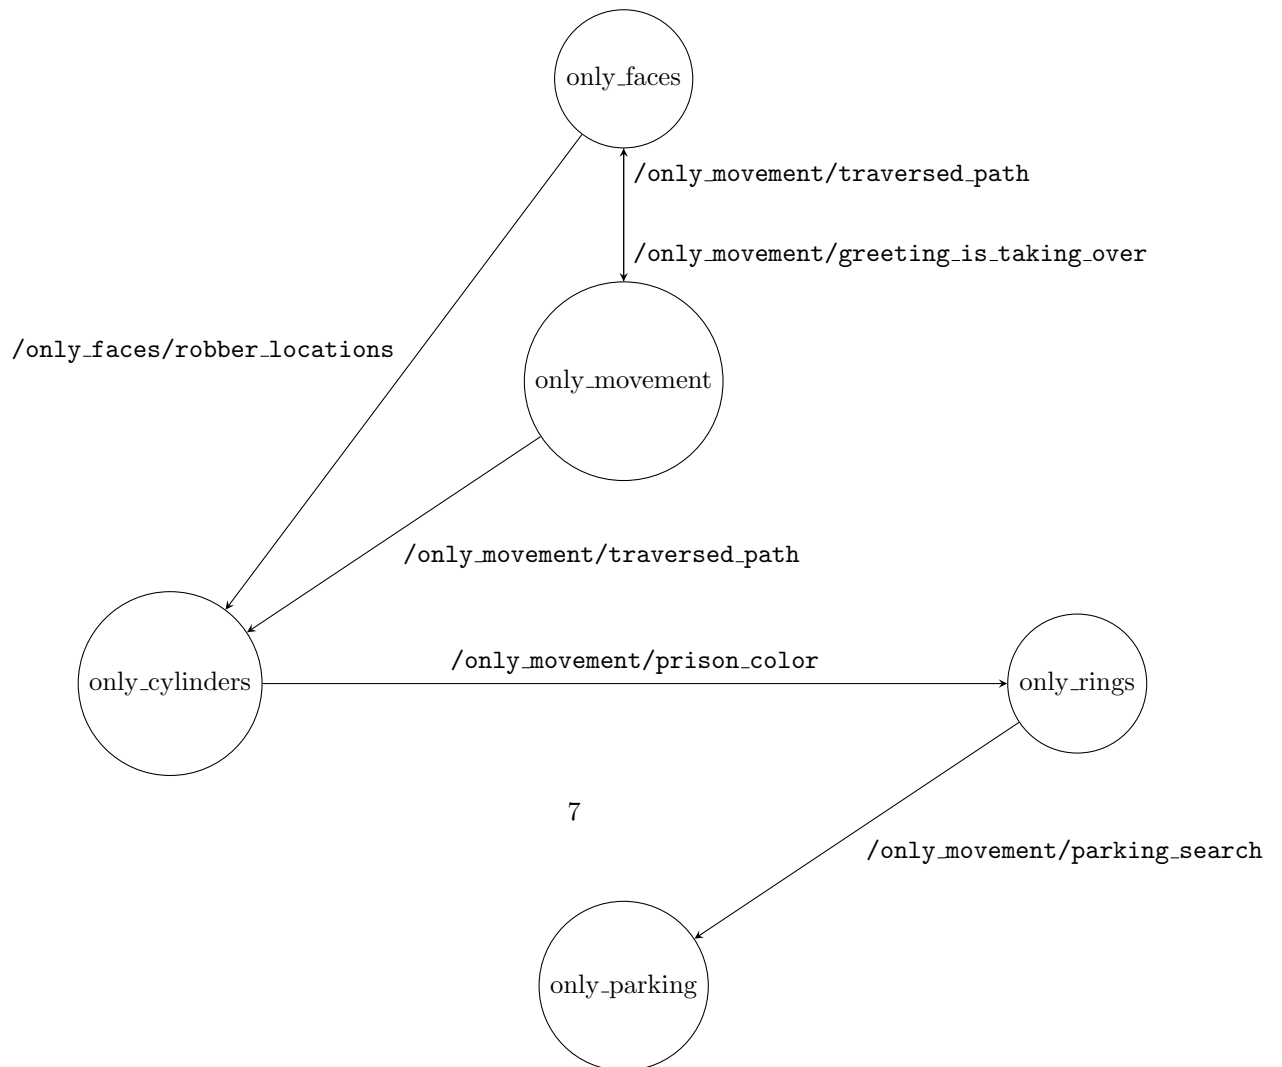 only_faces
/only_movement/traversed_path
/only_movement/greeting_is_taking_over
/only_faces/robber_locations
only_movement
/only_movement/traversed_path
/only_movement/prison_color
only_cylinders
only_rings
7
/only_movement/parking_search
only_parking